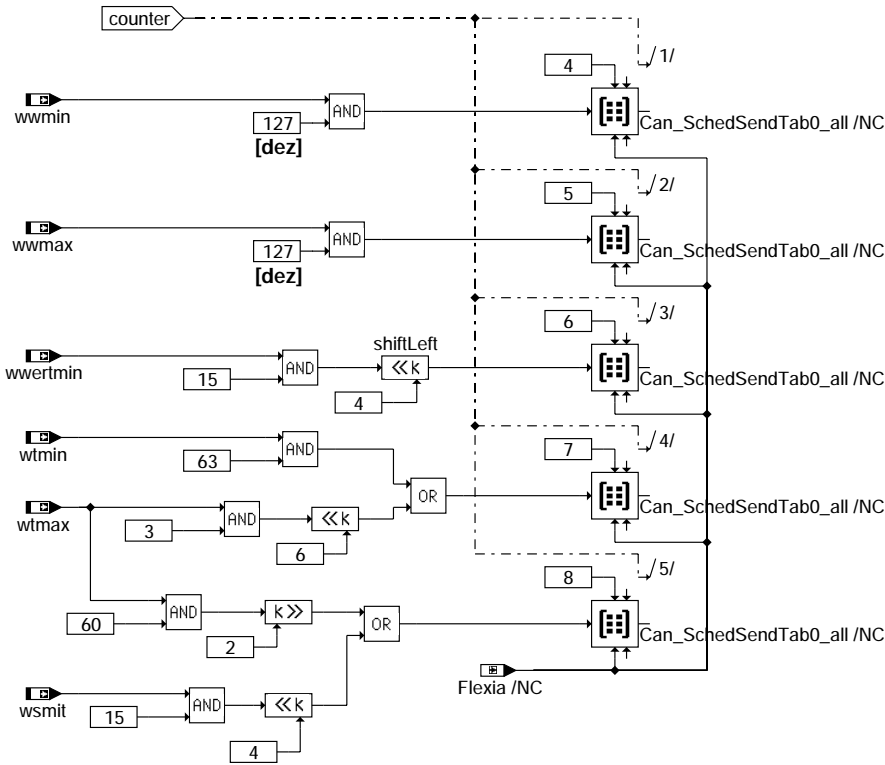 counter
/1/
4
wwmin
AND
127
[dez]
Can_SchedSendTab0_all /NC
/2/
5
wwmax
AND
127
[dez]
Can_SchedSendTab0_all /NC
/3/
6
shiftLeft
wwertmin
AND
15
<<k
4
Can_SchedSendTab0_all /NC
/4/
wtmin
AND
63
7
OR
wtmax
AND
3
<<k
6
Can_SchedSendTab0_all /NC
/5/
8
AND
60
k>>
2
OR
Can_SchedSendTab0_all /NC
Flexia /NC
wsmit
AND
15
<<k
4